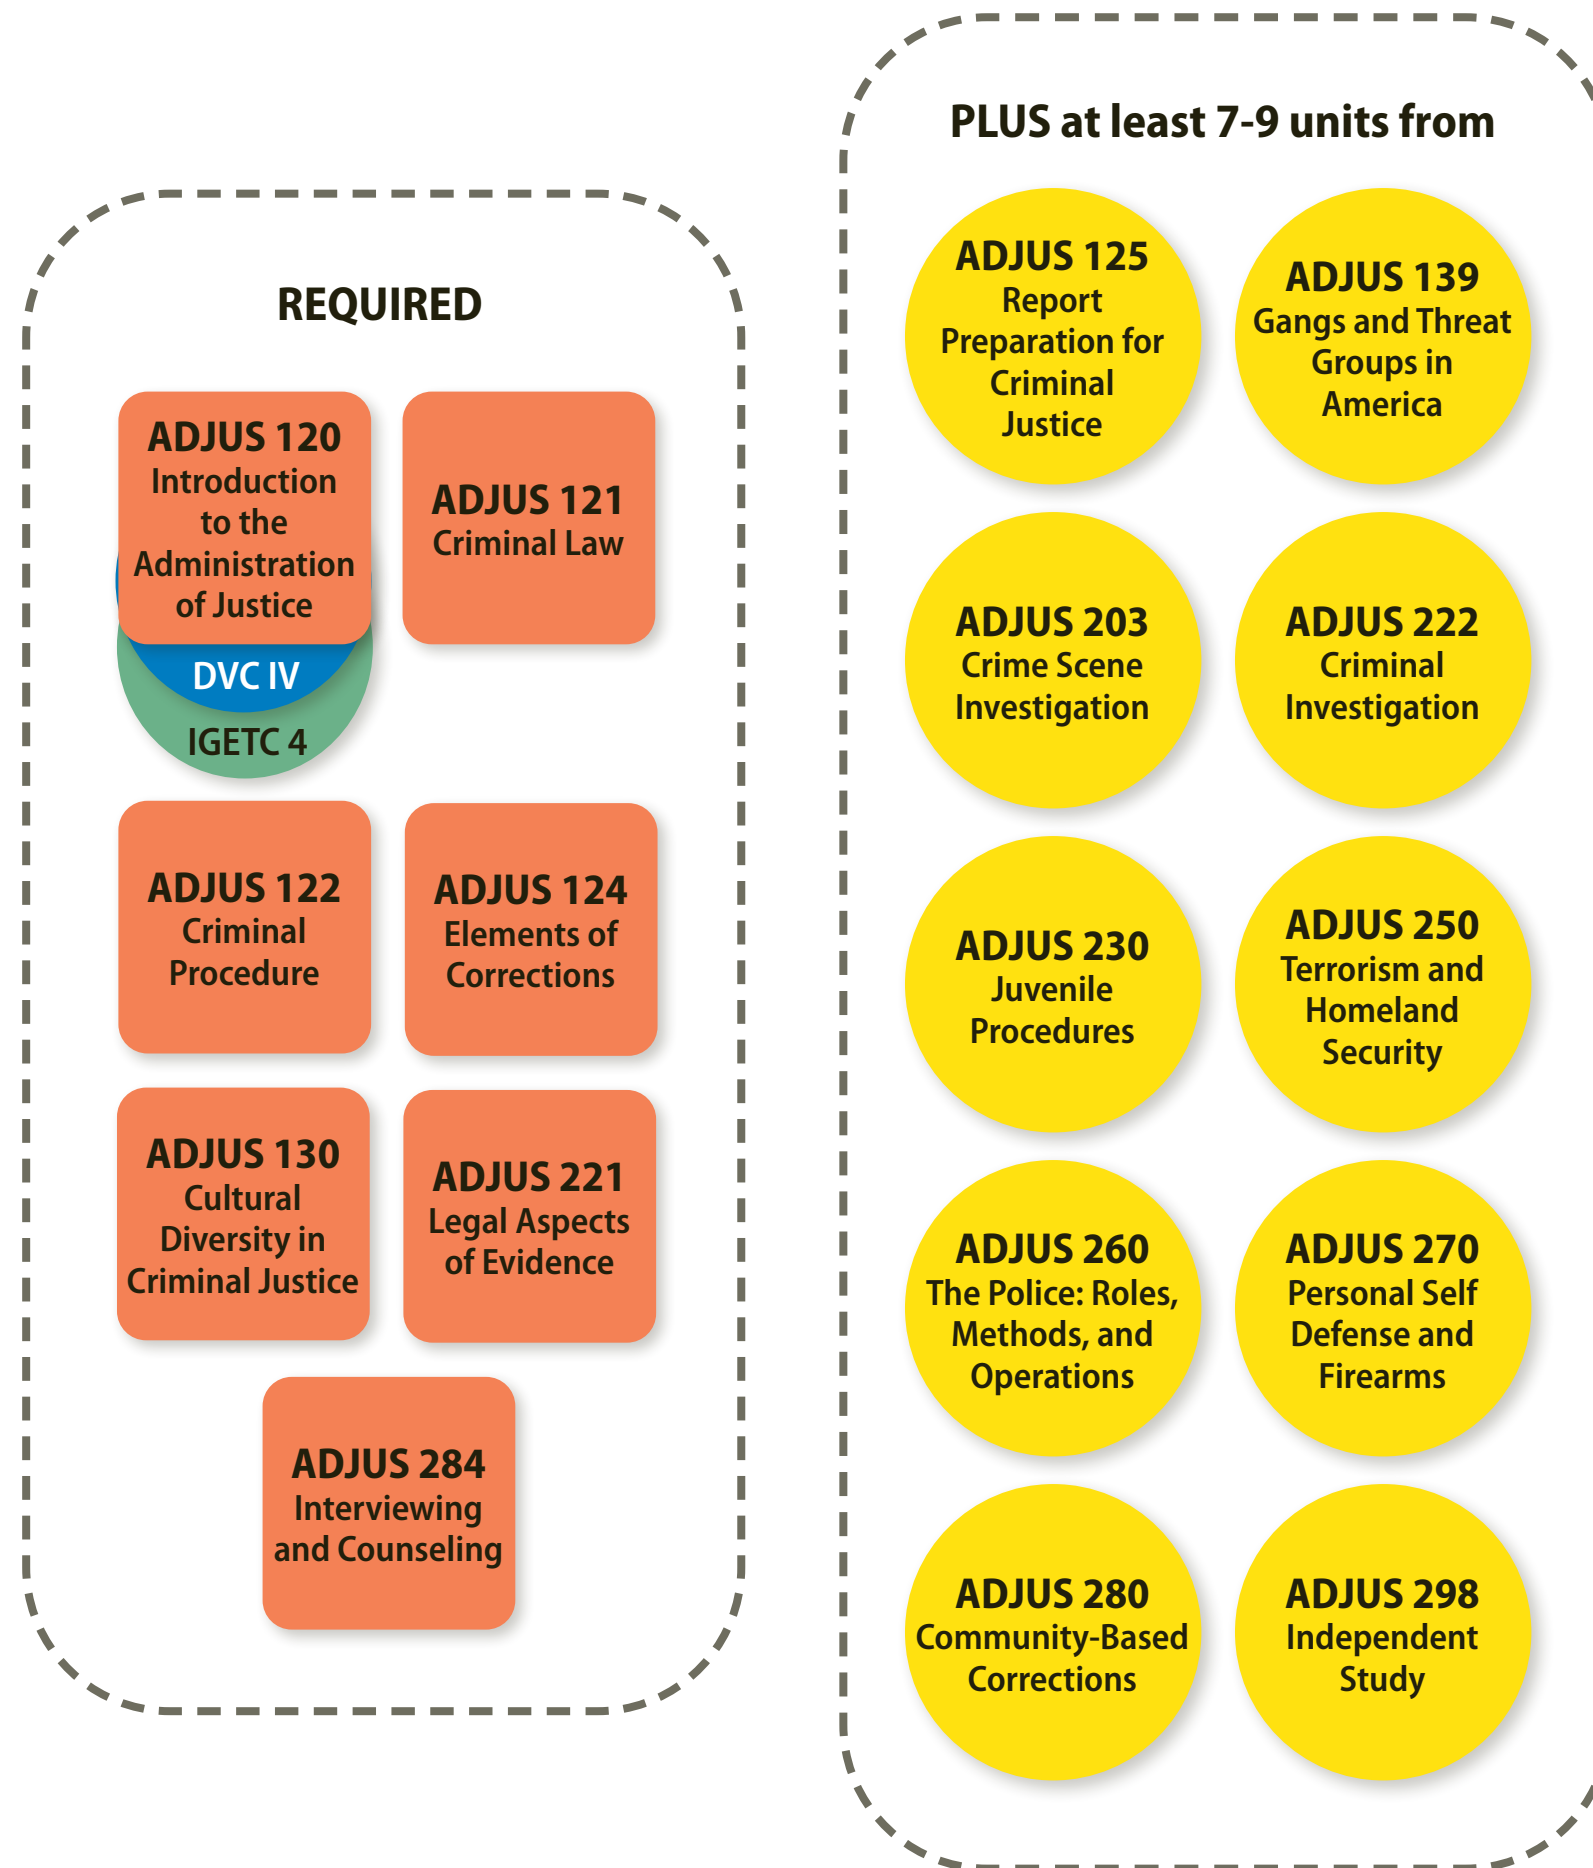 REQUIRED
ADJUS 120
Introduction
to the
Administration
of Justice
DVC IV
IGETC 4
ADJUS 121
Criminal Law
ADJUS 122
Criminal
Procedure
ADJUS 124
Elements of
Corrections
ADJUS 130
Cultural
Diversity in
Criminal Justice
ADJUS 221
Legal Aspects
of Evidence
ADJUS 284
Interviewing
and Counseling
PLUS at least 7-9 units from
ADJUS 125
Report
Preparation for
Criminal
Justice
ADJUS 139
Gangs and Threat
Groups in
America
ADJUS 203
Crime Scene
Investigation
ADJUS 222
Criminal
Investigation
ADJUS 230
Juvenile
Procedures
ADJUS 250
Terrorism and
Homeland
Security
ADJUS 260
The Police: Roles,
Methods, and
Operations
ADJUS 270
Personal Self
Defense and
Firearms
ADJUS 280
Community-Based
Corrections
ADJUS 298
Independent
Study